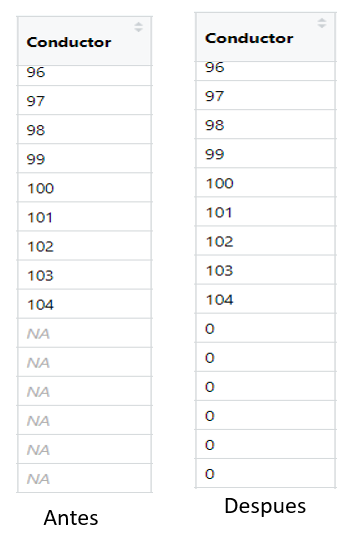 Conductor
96
97
98
99
100
101
102
103
104
NA
NA
NA
NA
NA
NA
Antes
Conductor
96
97
98
99
100
101
102
103
104
0
0
0
0
0
0
Despues